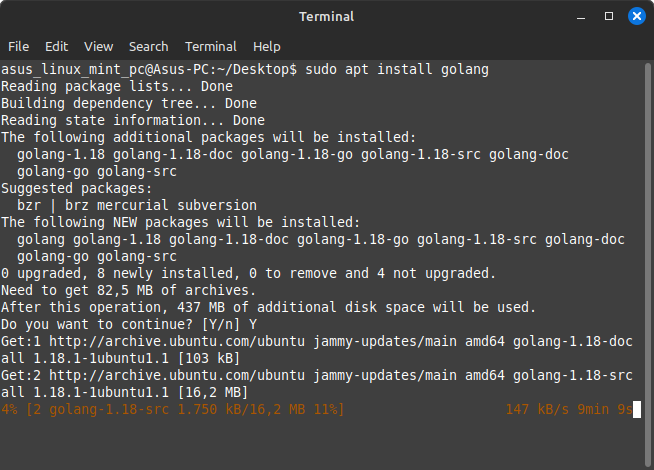 Terminal
File Edit View Search Terminal Help
asus_linux_mint_pc@Asus-PC:~/Desktop$ sudo apt install golang
Reading package lists... Done
Building dependency tree... Done
Reading state information... Done
The following additional packages will be installed:
  golang-1.18 golang-1.18-doc golang-1.18-go golang-1.18-src golang-doc
  golang-go golang-src
Suggested packages:
  bzr | brz mercurial subversion
The following NEW packages will be installed:
  golang golang-1.18 golang-1.18-doc golang-1.18-go golang-1.18-src golang-doc
  golang-go golang-src
0 upgraded, 8 newly installed, 0 to remove and 4 not upgraded.
Need to get 82,5 MB of archives.
After this operation, 437 MB of additional disk space will be used.
Do you want to continue? [Y/n] Y
Get:1 http://archive.ubuntu.com/ubuntu jammy-updates/main amd64 golang-1.18-doc
all 1.18.1-1ubuntu1.1 [103 kB]
Get:2 http://archive.ubuntu.com/ubuntu jammy-updates/main amd64 golang-1.18-src
all 1.18.1-1ubuntu1.1 [16,2 MB]
4% [2 golang-1.18-src 1.750 kB/16,2 MB 11%] 147 kB/s 9min 9s